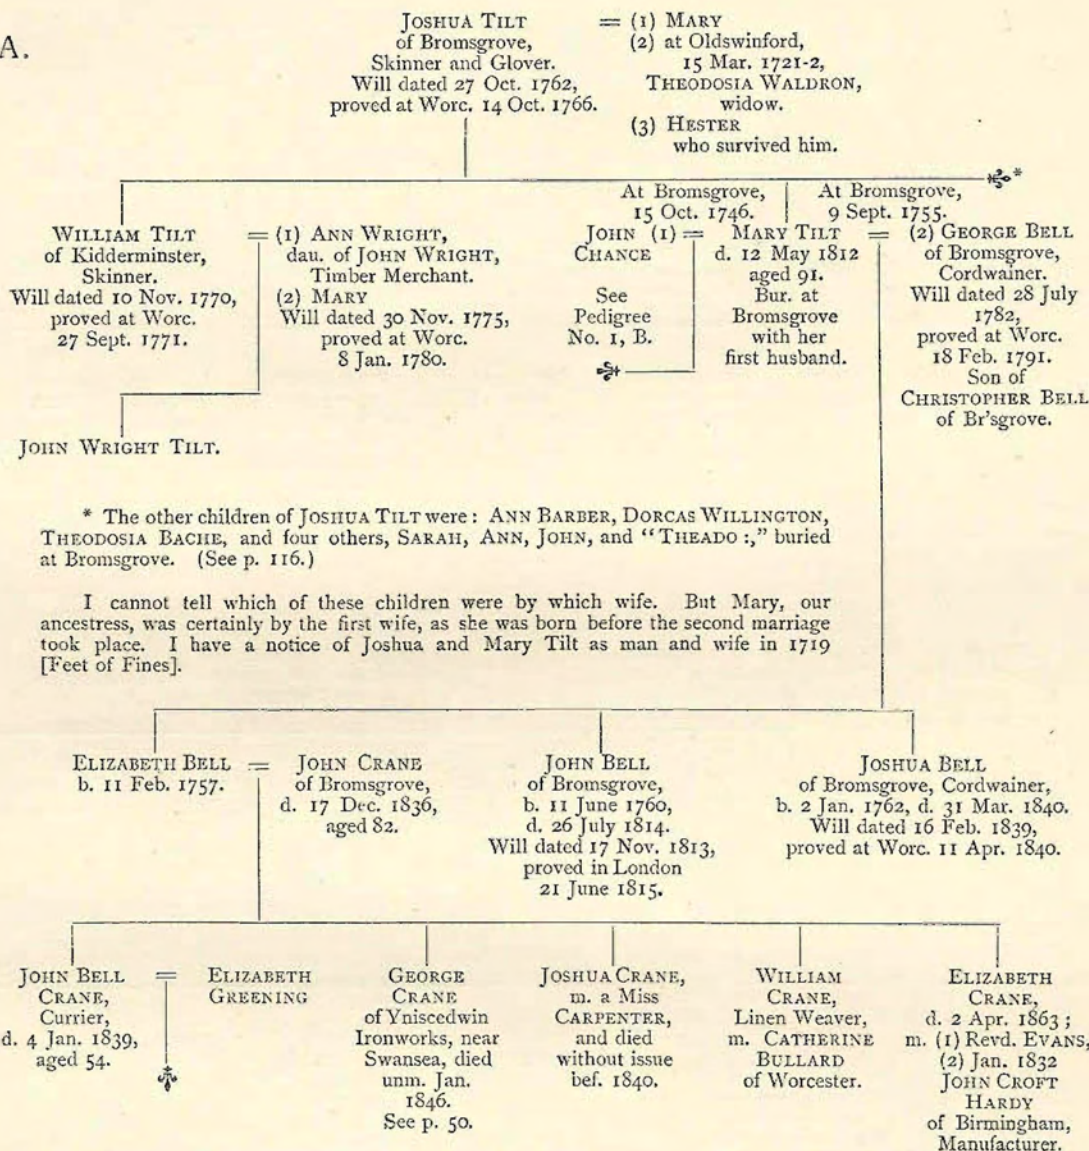 A.
JOSHUA TILT
of Bromsgrove,
Skinner and Glover.
Will dated 27 Oct. 1762,
proved at Worc. 14 Oct. 1766.
= (1) MARY
(2) at Oldswinford,
15 Mar. 1721-2,
THEODOSIA WALDRON,
widow.
(3) HESTER
who survived him.
*
WILLIAM TILT
of Kidderminster,
Skinner.
Will dated 10 Nov. 1770,
proved at Worc.
27 Sept. 1771.
= (1) ANN WRIGHT,
dau. of JOHN WRIGHT,
Timber Merchant.
(2) MARY
Will dated 30 Nov. 1775,
proved at Worc.
8 Jan. 1780.
At Bromsgrove,
15 Oct. 1746.
At Bromsgrove,
9 Sept. 1755.
JOHN (1) =
CHANCE
See
Pedigree
No. 1, B.
MARY TILT
d. 12 May 1812
aged 91.
Bur. at
Bromsgrove
with her
first husband.
= (2) GEORGE BELL
of Bromsgrove,
Cordwainer.
Will dated 28 July
1782,
proved at Worc.
18 Feb. 1791.
Son of
CHRISTOPHER BELL
of Br'sgrove.
JOHN WRIGHT TILT.
* The other children of JOSHUA TILT were: ANN BARBER, DORCAS WILLINGTON,
THEODOSIA BACHE, and four others, SARAH, ANN, JOHN, and "THEADO:," buried
at Bromsgrove. (See p. 116.)
I cannot tell which of these children were by which wife. But Mary, our
ancestress, was certainly by the first wife, as she was born before the second marriage
took place. I have a notice of Joshua and Mary Tilt as man and wife in 1719
[Feet of Fines].
ELIZABETH BELL =
b. 11 Feb. 1757.
JOHN CRANE
of Bromsgrove,
d. 17 Dec. 1836,
aged 82.
JOHN BELL
of Bromsgrove,
b. 11 June 1760,
d. 26 July 1814.
Will dated 17 Nov. 1813,
proved in London
21 June 1815.
JOSHUA BELL
of Bromsgrove, Cordwainer,
b. 2 Jan. 1762, d. 31 Mar. 1840.
Will dated 16 Feb. 1839,
proved at Worc. 11 Apr. 1840.
JOHN BELL =
CRANE,
Currier,
d. 4 Jan. 1839,
aged 54.
ELIZABETH
GREENING
GEORGE
CRANE
of Yniscedwin
Ironworks, near
Swansea, died
unm. Jan.
1846.
See p. 50.
JOSHUA CRANE,
m. a Miss
CARPENTER,
and died
without issue
bef. 1840.
WILLIAM
CRANE,
Linen Weaver,
m. CATHERINE
BULLARD
of Worcester.
ELIZABETH
CRANE,
d. 2 Apr. 1863;
m. (1) Revd. EVANS,
(2) Jan. 1832
JOHN CROFT
HARDY
of Birmingham,
Manufacturer.